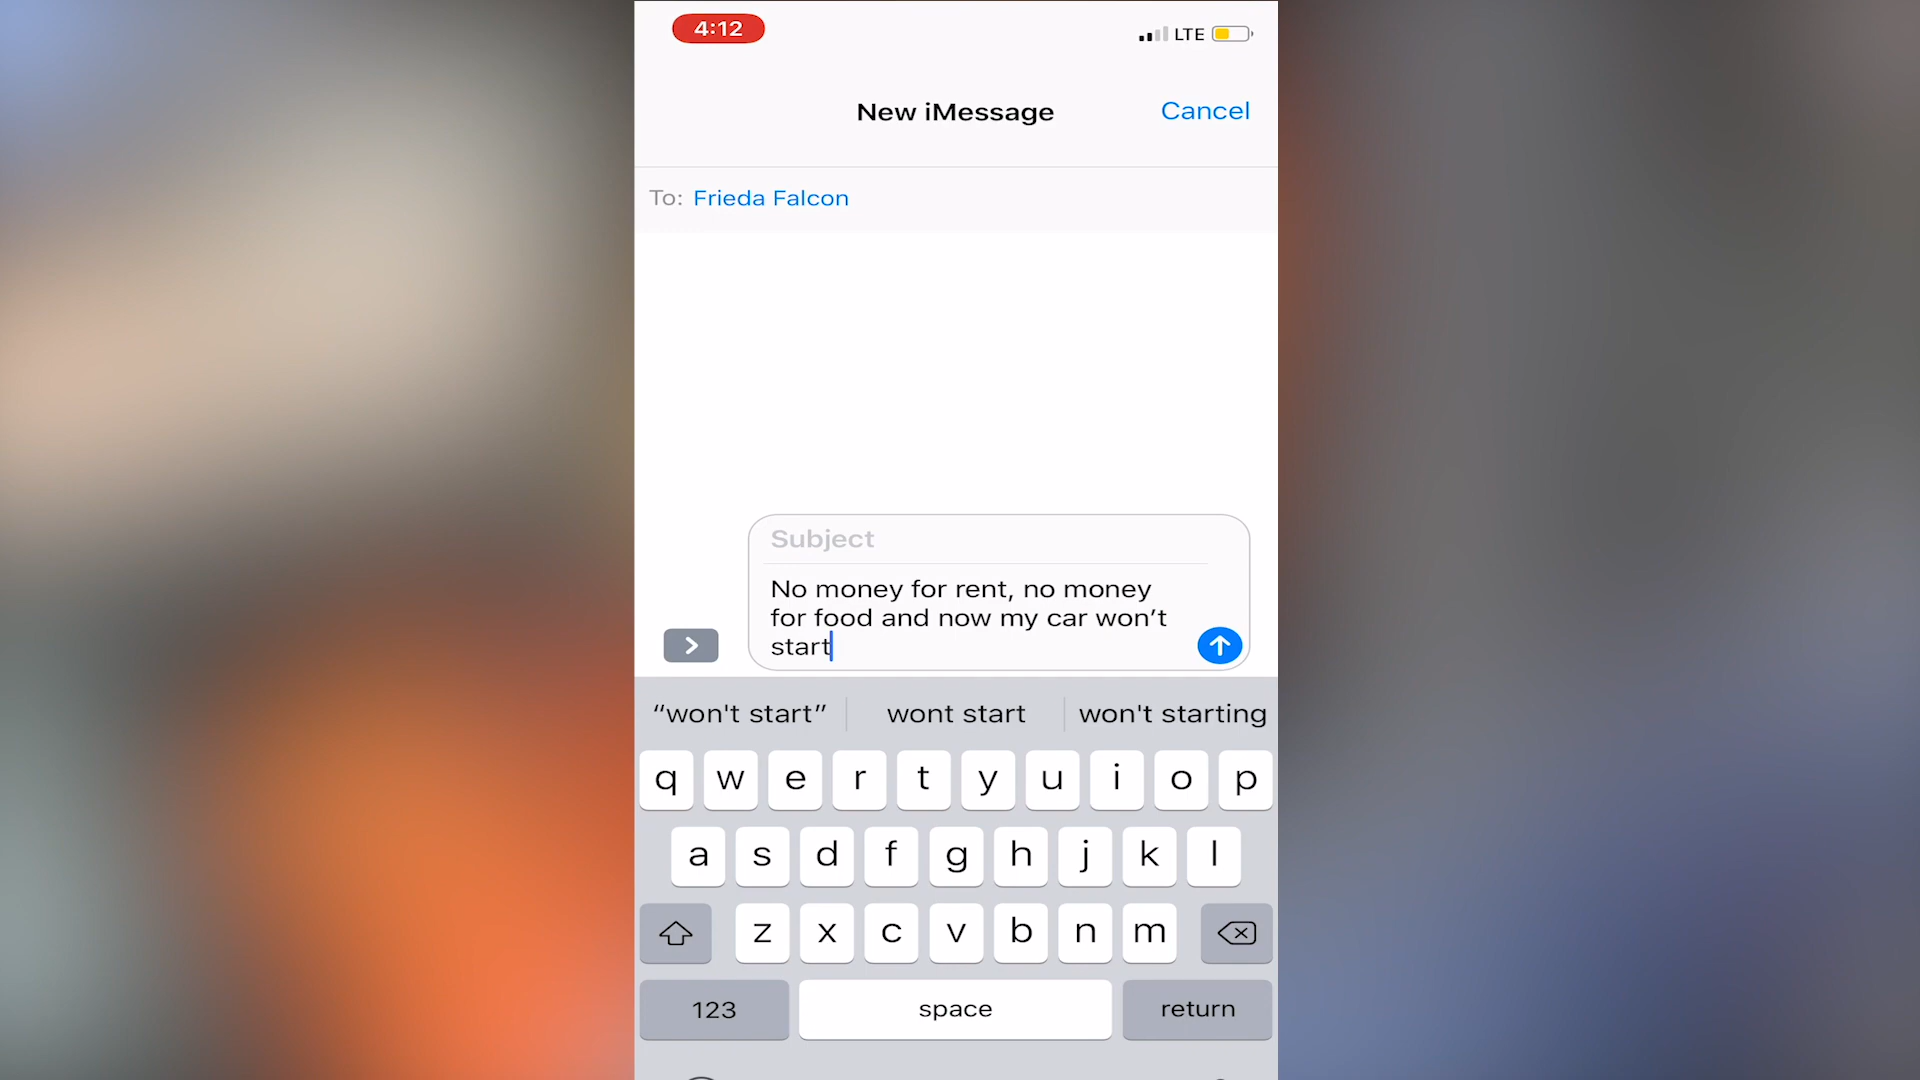 4:12
LTE
New iMessage
Cancel
To: Frieda Falcon
Subject
No money for rent, no money
for food and now my car won’t
start
“won't start”
wont start
won't starting
q w e r t y u i o p
a s d f g h j k l
z x c v b n m
123
space
return